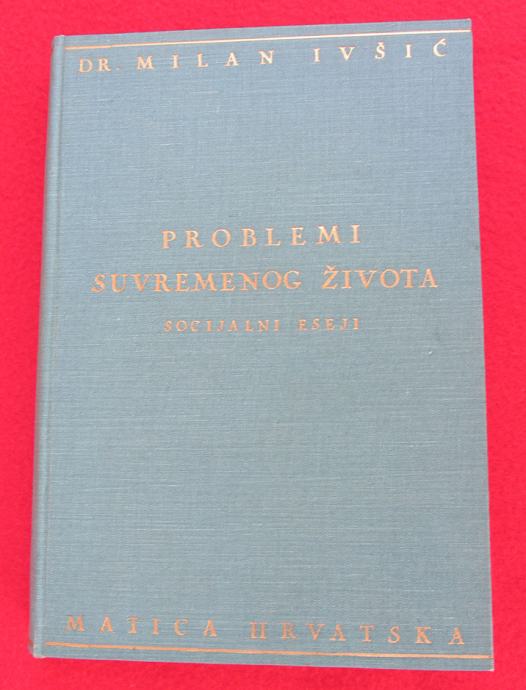 DR. MILAN IVŠIĆ
PROBLEMI
SUVREMENOG ŽIVOTA
SOCIJALNI ESEJI
MATICA HRVATSKA